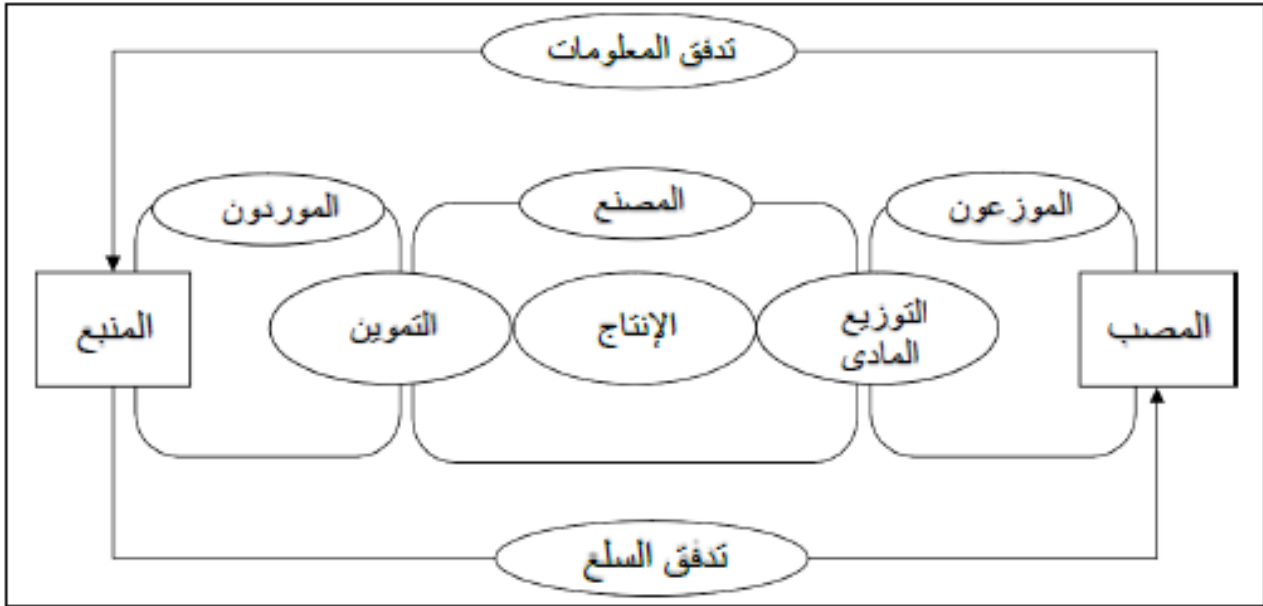 تدفق المعلومات
الموزعون
المصنع
الموردون
المصب
التوزيع
المادى
الإنتاج
التموين
المنبع
تدفق السلع